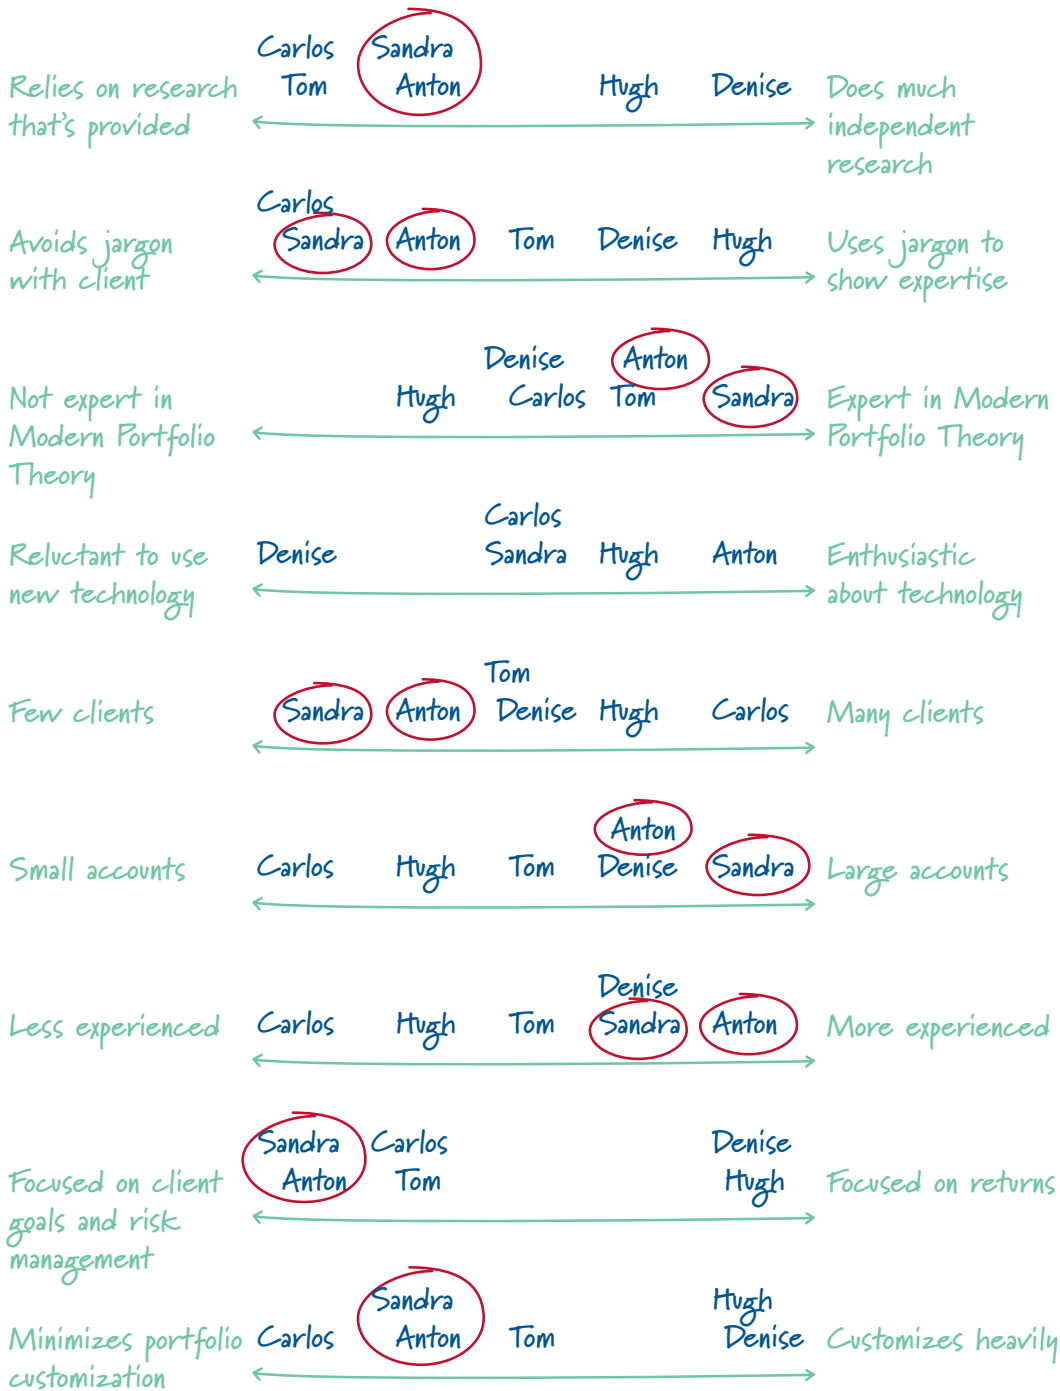 Carlos Sandra
Relies on research Tom Anton Hugh Denise Does much
that's provided independent
research
Carlos
Avoids jargon Sandra Anton Tom Denise Hugh Uses jargon to
with client show expertise
Denise Anton
Not expert in Hugh Carlos Tom Sandra Expert in Modern
Modern Portfolio Portfolio Theory
Theory
Carlos
Reluctant to use Denise Sandra Hugh Anton Enthusiastic
new technology about technology
Tom
Few clients Sandra Anton Denise Hugh Carlos Many clients
Anton
Small accounts Carlos Hugh Tom Denise Sandra Large accounts
Denise
Less experienced Carlos Hugh Tom Sandra Anton More experienced
Sandra Carlos Denise
Focused on client Anton Tom Hugh Focused on returns
goals and risk
management
Sandra Hugh
Minimizes portfolio Carlos Anton Tom Denise Customizes heavily
customization